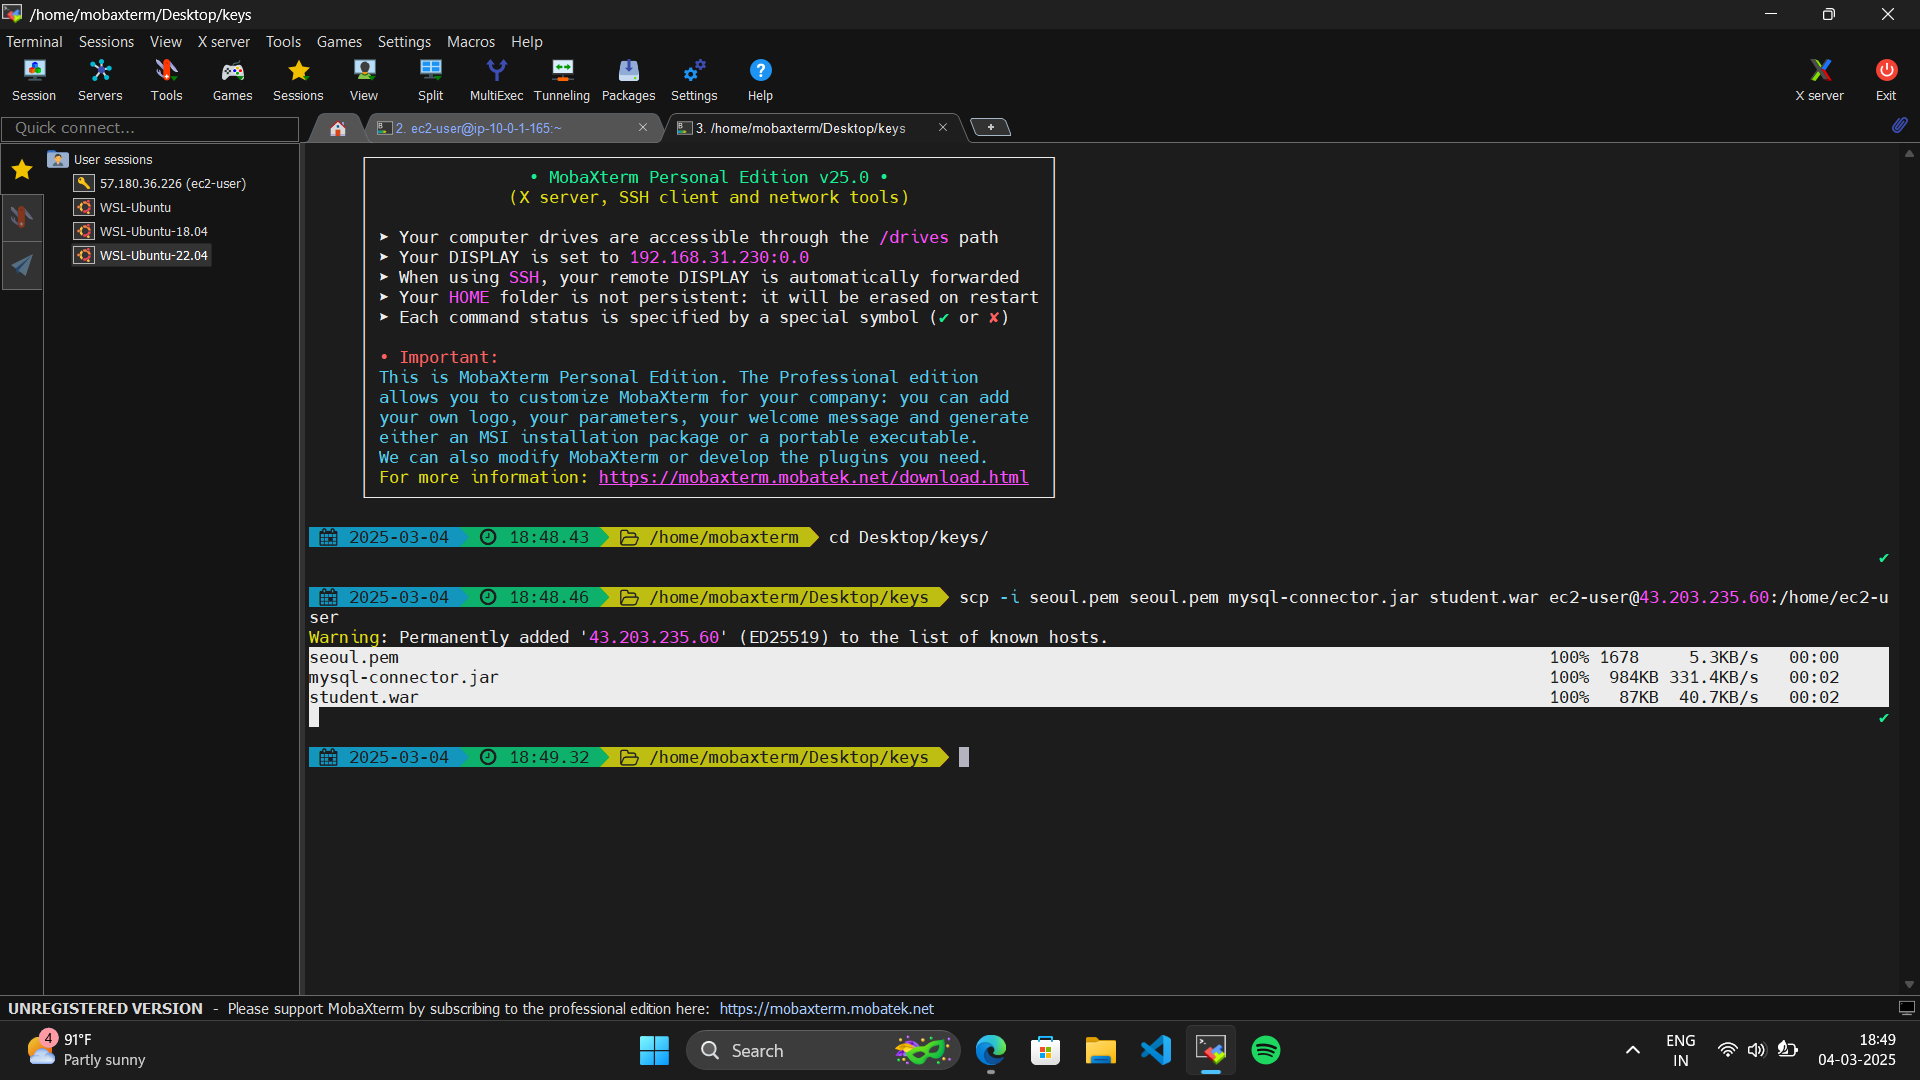 /home/mobaxterm/Desktop/keys
Terminal Sessions View X server Tools Games Settings Macros Help
Session Servers Tools Games Sessions View Split MultiExec Tunneling Packages Settings Help X server Exit
Quick connect...
2. ec2-user@ip-10-0-1-165:~
3. /home/mobaxterm/Desktop/keys
User sessions
57.180.36.226 (ec2-user)
WSL-Ubuntu
WSL-Ubuntu-18.04
WSL-Ubuntu-22.04
• MobaXterm Personal Edition v25.0 •
(X server, SSH client and network tools)
➤ Your computer drives are accessible through the /drives path
➤ Your DISPLAY is set to 192.168.31.230:0.0
➤ When using SSH, your remote DISPLAY is automatically forwarded
➤ Your HOME folder is not persistent: it will be erased on restart
➤ Each command status is specified by a special symbol (✔ or ✘)
• Important:
This is MobaXterm Personal Edition. The Professional edition
allows you to customize MobaXterm for your company: you can add
your own logo, your parameters, your welcome message and generate
either an MSI installation package or a portable executable.
We can also modify MobaXterm or develop the plugins you need.
For more information: https://mobaxterm.mobatek.net/download.html
2025-03-04 18:48.43 /home/mobaxterm cd Desktop/keys/
✔
2025-03-04 18:48.46 /home/mobaxterm/Desktop/keys scp -i seoul.pem seoul.pem mysql-connector.jar student.war ec2-user@43.203.235.60:/home/ec2-u
ser
Warning: Permanently added '43.203.235.60' (ED25519) to the list of known hosts.
seoul.pem 100% 1678 5.3KB/s 00:00
mysql-connector.jar 100% 984KB 331.4KB/s 00:02
student.war 100% 87KB 40.7KB/s 00:02
✔
2025-03-04 18:49.32 /home/mobaxterm/Desktop/keys
UNREGISTERED VERSION - Please support MobaXterm by subscribing to the professional edition here: https://mobaxterm.mobatek.net
4
91°F
Partly sunny
Search
ENG
IN
18:49
04-03-2025